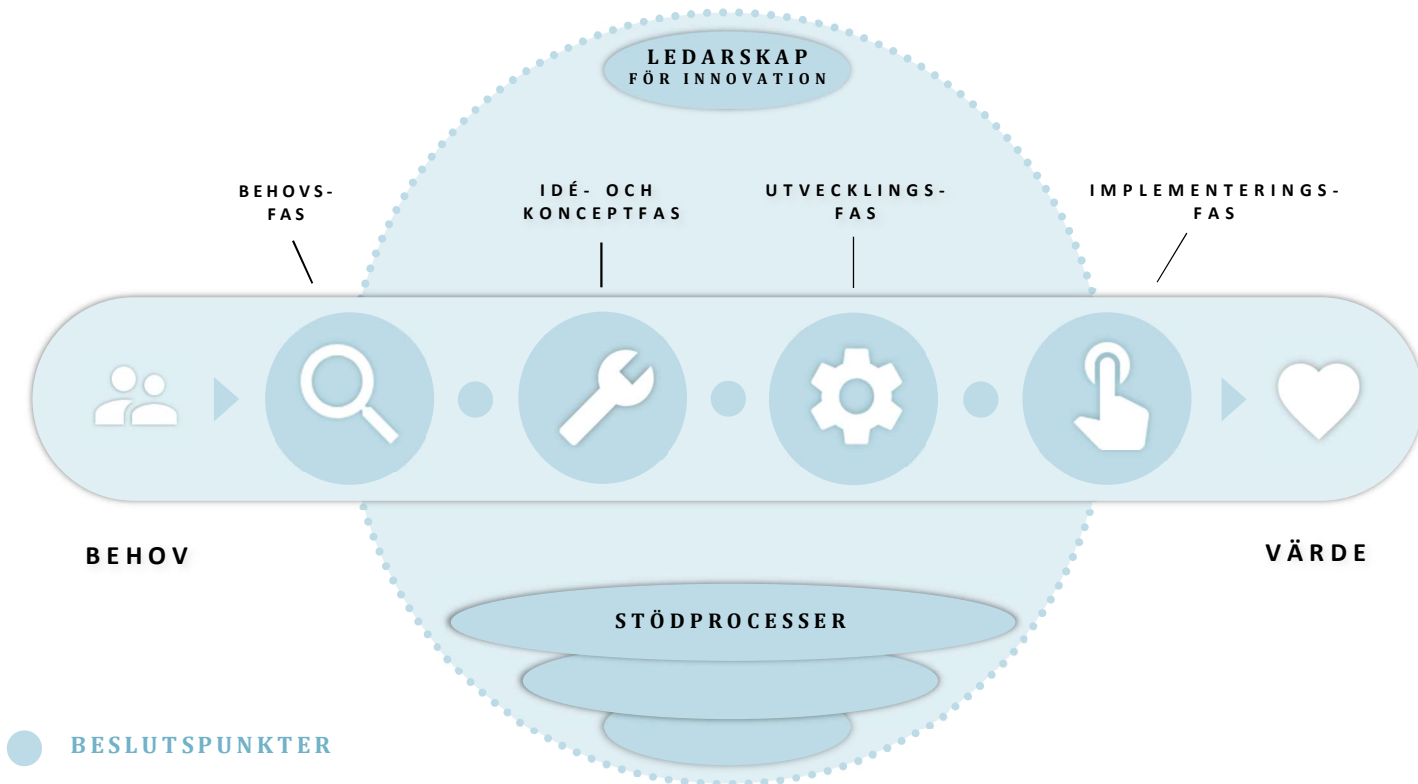 LEDARSKAP
FÖR INNOVATION
BEHOVS-
FAS
IDÉ- OCH
KONCEPTFAS
UTVECKLINGS-
FAS
IMPLEMENTERINGS-
FAS
BEHOV
VÄRDE
STÖDPROCESSER
BESLUTSPUNKTER